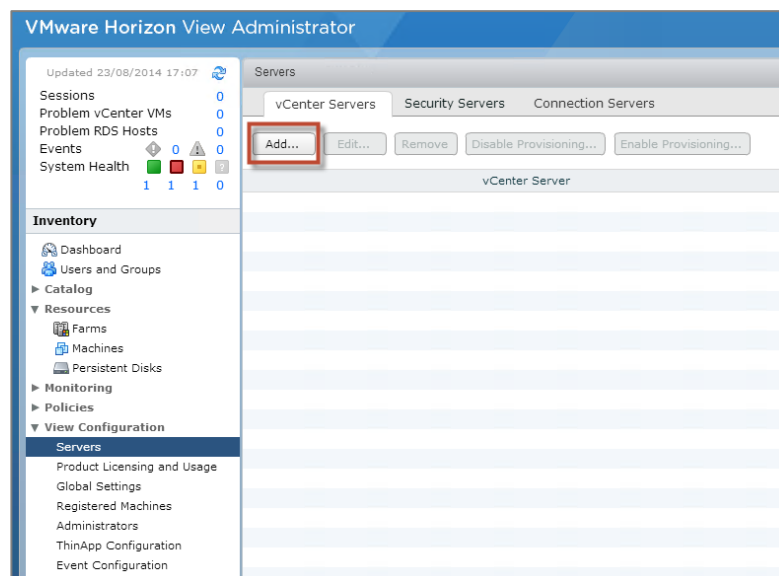 VMware Horizon View Administrator
Updated 23/08/2014 17:07
Sessions 0
Problem vCenter VMs 0
Problem RDS Hosts 0
Events 0 0
System Health ?
1 1 1 0
Inventory
Dashboard
Users and Groups
Catalog
Resources
Farms
Machines
Persistent Disks
Monitoring
Policies
View Configuration
Servers
Product Licensing and Usage
Global Settings
Registered Machines
Administrators
ThinApp Configuration
Event Configuration
Servers
vCenter Servers Security Servers Connection Servers
Add... Edit... Remove Disable Provisioning... Enable Provisioning...
vCenter Server